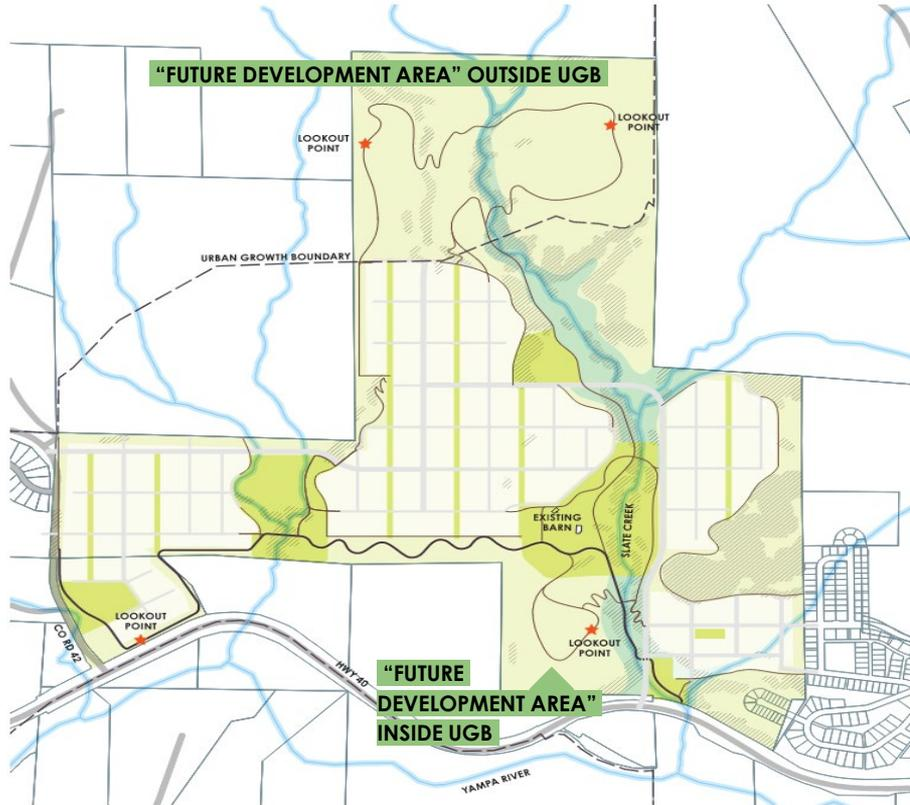 “FUTURE DEVELOPMENT AREA” OUTSIDE UGB
LOOKOUT
POINT
LOOKOUT
POINT
URBAN GROWTH BOUNDARY
EXISTING
BARN
SLATE CREEK
LOOKOUT
POINT
LOOKOUT
POINT
CO RD 42
HWY 40
“FUTURE
DEVELOPMENT AREA”
INSIDE UGB
YAMPA RIVER